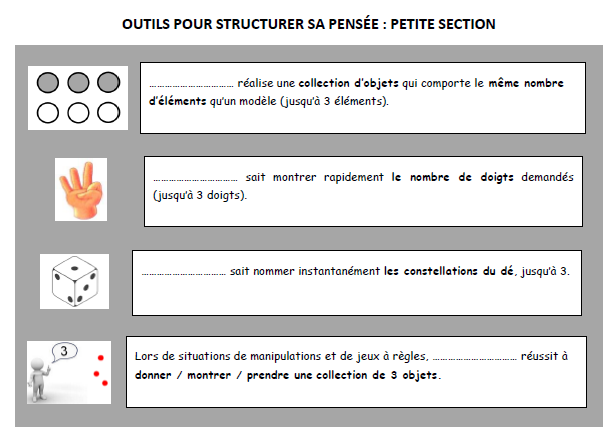 OUTILS POUR STRUCTURER SA PENSÉE : PETITE SECTION
…………………………… réalise une collection d'objets qui comporte le même nombre
d'éléments qu'un modèle (jusqu'à 3 éléments).
…………………………… sait montrer rapidement le nombre de doigts demandés
(jusqu'à 3 doigts).
…………………………… sait nommer instantanément les constellations du dé, jusqu'à 3.
3
Lors de situations de manipulations et de jeux à règles, …………………………… réussit à
donner / montrer / prendre une collection de 3 objets.